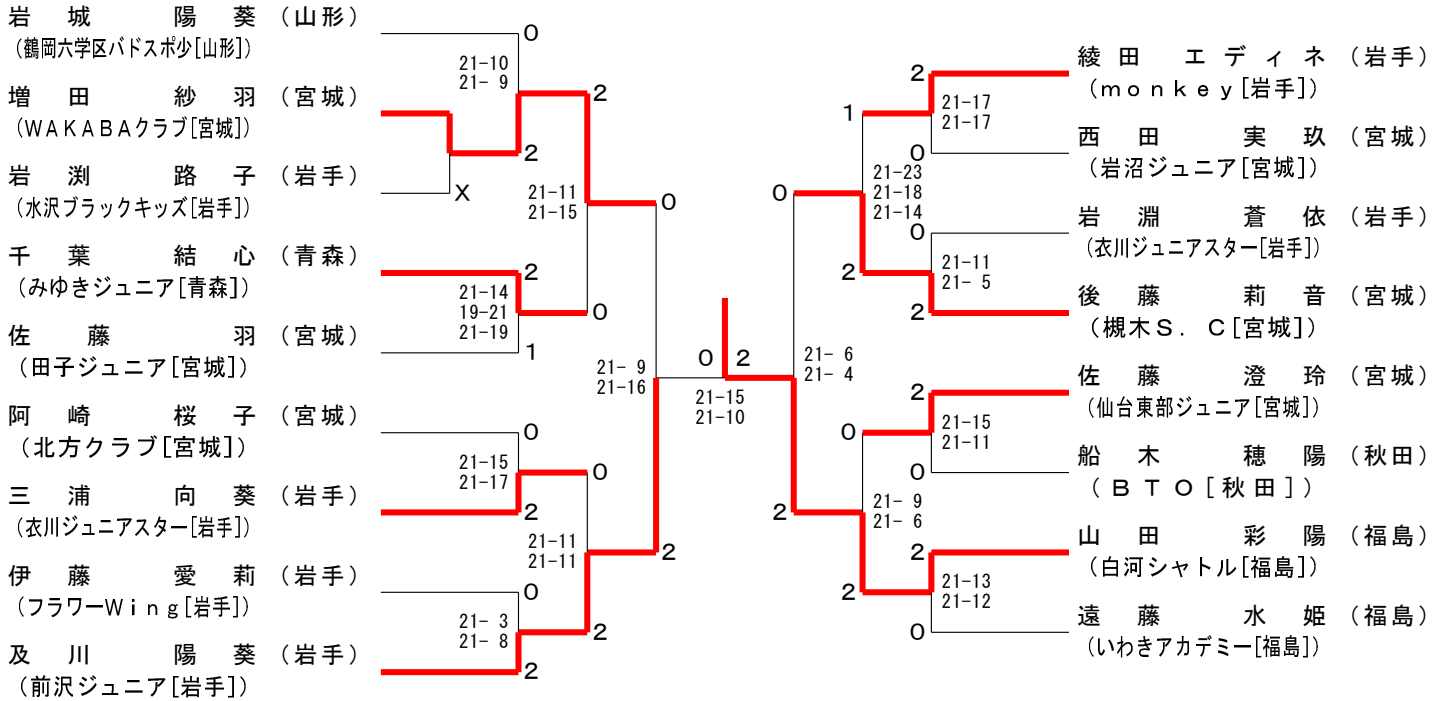 岩城 陽葵 (山形)
(鶴岡六学区バドスポ少[山形])
増田 紗羽 (宮城)
(WAKABAクラブ[宮城])
岩渕 路子 (岩手)
(水沢ブラックキッズ[岩手])
千葉 結心 (青森)
(みゆきジュニア[青森])
佐藤 羽 (宮城)
(田子ジュニア[宮城])
阿崎 桜子 (宮城)
(北方クラブ[宮城])
三浦 向葵 (岩手)
(衣川ジュニアスター[岩手])
伊藤 愛莉 (岩手)
(フラワーWing[岩手])
及川 陽葵 (岩手)
(前沢ジュニア[岩手])
0
21-10
21- 9
2
2
X
21-11
21-15
0
2
21-14
19-21
21-19
0
1
21- 9
21-16
0
21-15
21-17
0
2
21-11
21-11
2
0
21- 3
21- 8
2
2
0 2
21-15
21-10
2
1
21-17
21-17
0
21-23
21-18
21-14
0
0
2
21-11
21- 5
2
21- 6
21- 4
2
0
21-15
21-11
0
21- 9
21- 6
2
2
2
21-13
21-12
0
綾田 エディネ (岩手)
(monkey[岩手])
西田 実玖 (宮城)
(岩沼ジュニア[宮城])
岩淵 蒼依 (岩手)
(衣川ジュニアスター[岩手])
後藤 莉音 (宮城)
(槻木S.C[宮城])
佐藤 澄玲 (宮城)
(仙台東部ジュニア[宮城])
船木 穂陽 (秋田)
(BTO[秋田])
山田 彩陽 (福島)
(白河シャトル[福島])
遠藤 水姫 (福島)
(いわきアカデミー[福島])